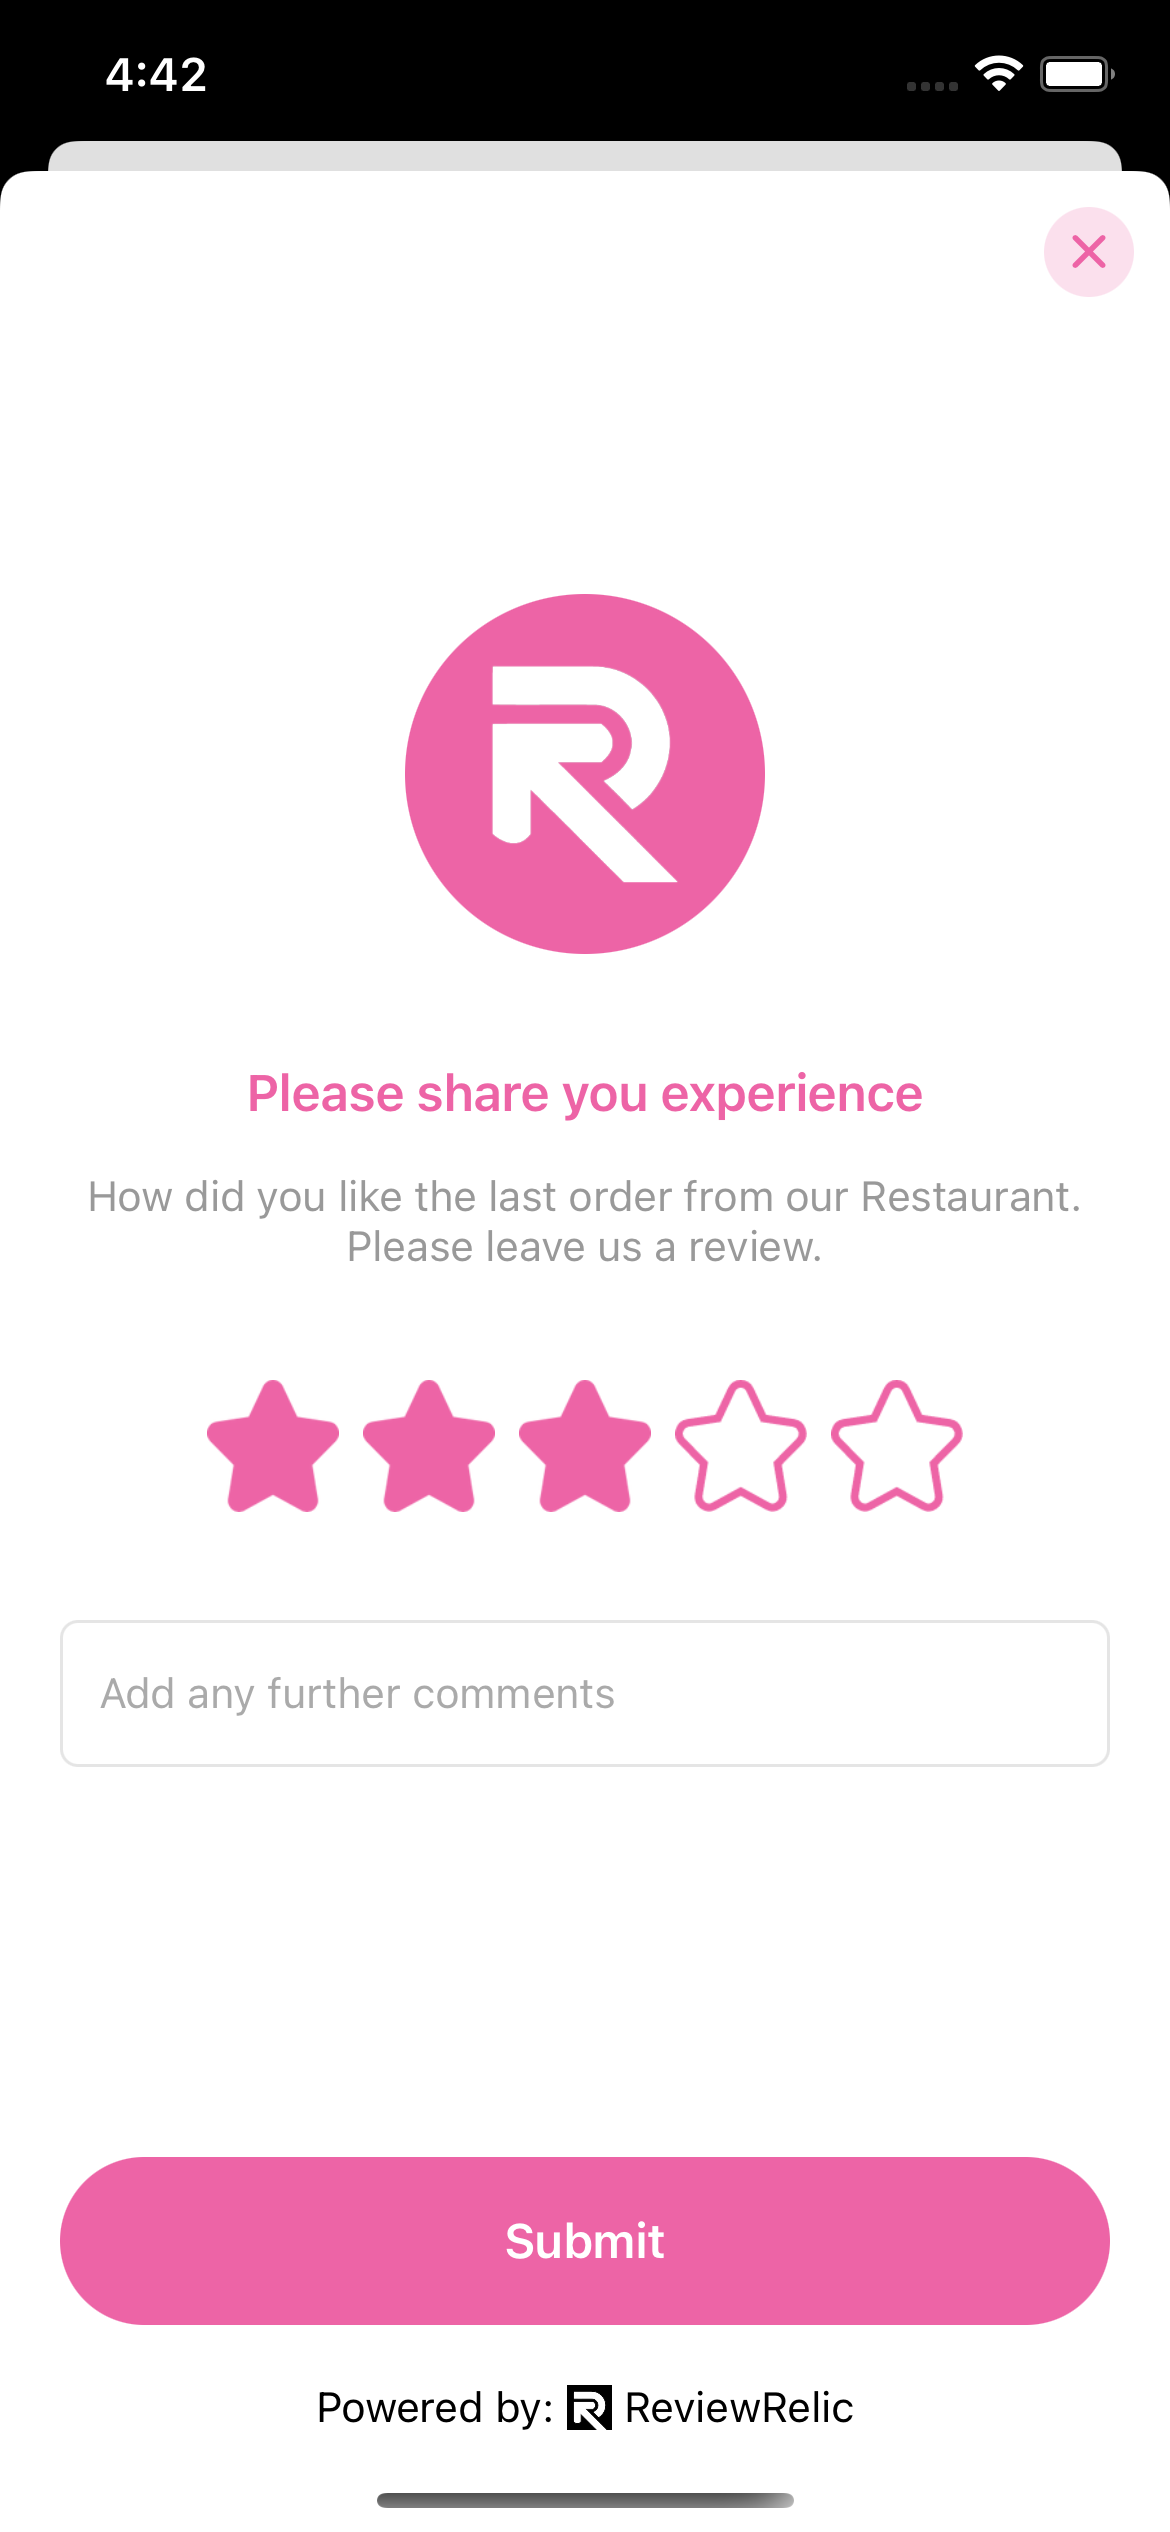 4:42
Please share you experience
How did you like the last order from our Restaurant.
Please leave us a review.
Add any further comments
Submit
Powered by: ReviewRelic